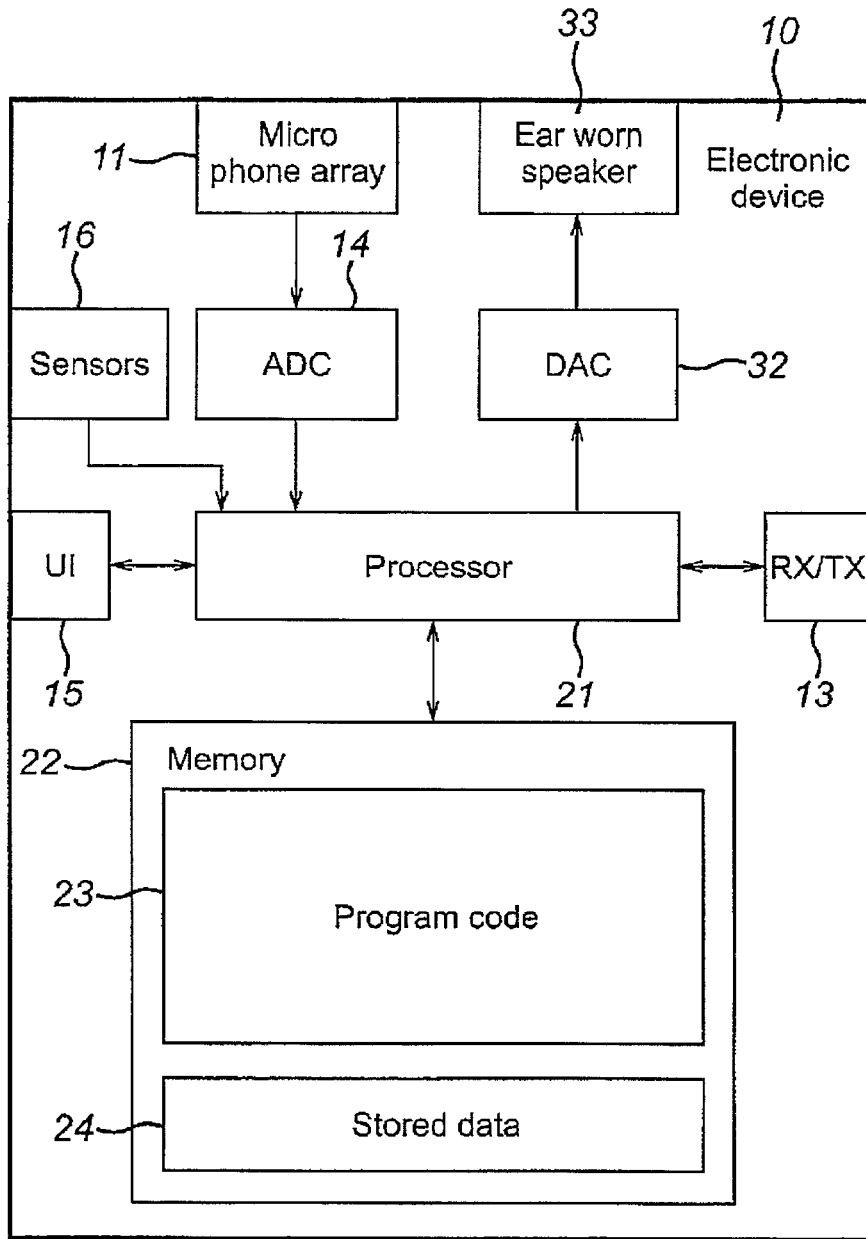 33
10
11
Micro
phone array
Ear worn
speaker
Electronic
device
16
14
Sensors
ADC
DAC
32
UI
Processor
RX/TX
15
21
13
22
Memory
23
Program code
24
Stored data